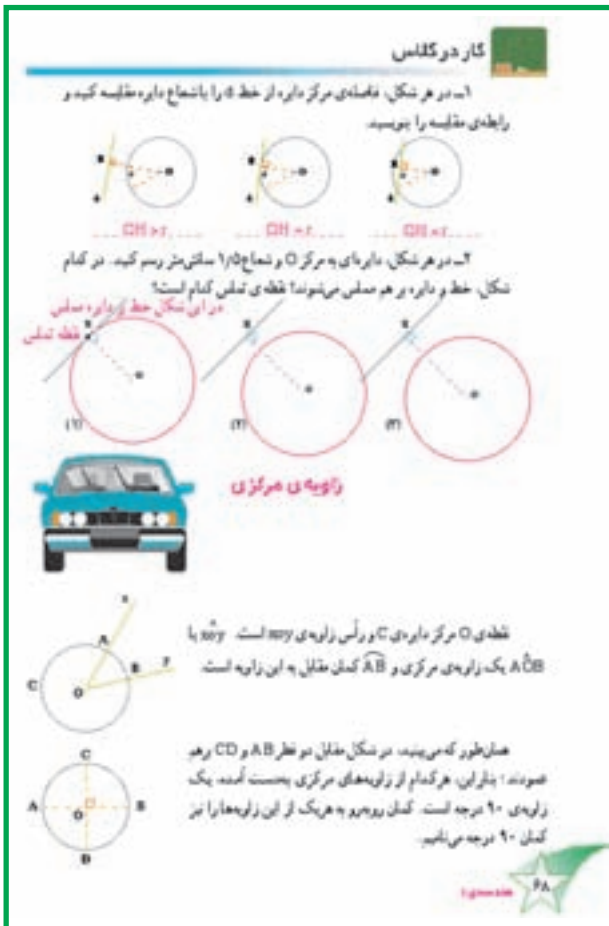 کار در کلاس
۱ــ در هر شکل، فاصله‌ی مرکز دایره از خط d را با شعاع دایره مقایسه کنید و
رابطه‌ی مقایسه را بنویسید.
OH > r
۲ــ در هر شکل، دایره‌ای به مرکز O و شعاع ۱/۵ سانتی‌متر رسم کنید. در کدام
شکل، خط و دایره بر هم مماس می‌شوند؟ نقطه‌ی تماس کدام است؟
در این شکل خط و دایره مماس
نقطه تماس
(۱)
(۲)
(۳)
زاویه‌ی مرکزی
نقطه‌ی O مرکز دایره‌ی C و رأس زاویه‌ی xoy است. xôy یا
AÔB یک زاویه‌ی مرکزی و AB کمان مقابل به این زاویه است.
x
A
B
y
C
O
همان‌طور که می‌بینید، در شکل مقابل دو قطر AB و CD برهم
عمودند؛ بنابراین، هرکدام از زاویه‌های مرکزی به‌دست آمده، یک
زاویه‌ی ۹۰ درجه است. کمان روبه‌رو به هریک از این زاویه‌ها را نیز
کمان ۹۰ درجه می‌نامیم.
C
A
O
B
D
۶۸
هندسه‌ی ۱